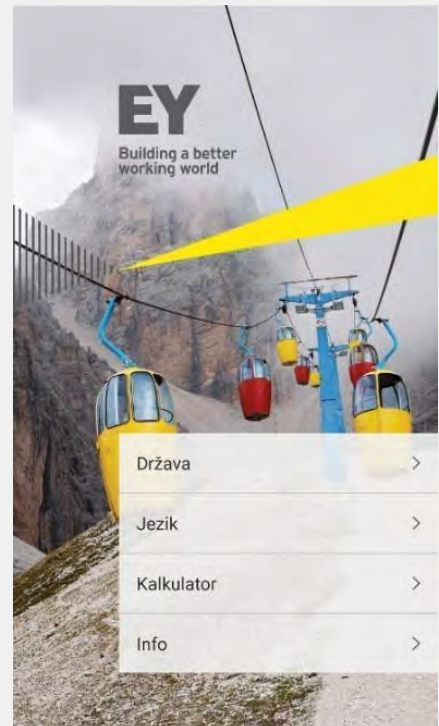 EY
Building a better
working world
Država
Jezik
Kalkulator
Info